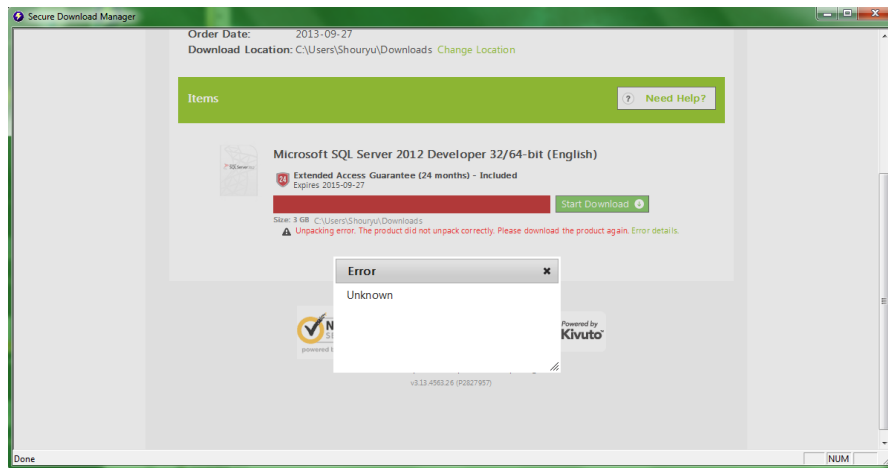 Secure Download Manager
Order Date: 2013-09-27
Download Location: C:\Users\Shouryu\Downloads Change Location
Items
? Need Help?
Microsoft SQL Server 2012 Developer 32/64-bit (English)
24 Extended Access Guarantee (24 months) - Included
Expires 2015-09-27
Start Download
Size: 3 GB C:\Users\Shouryu\Downloads
Unpacking error. The product did not unpack correctly. Please download the product again. Error details.
Error
Unknown
Powered by
Kivuto
powered
v3.13.4563.26 (P2827957)
Done
NUM